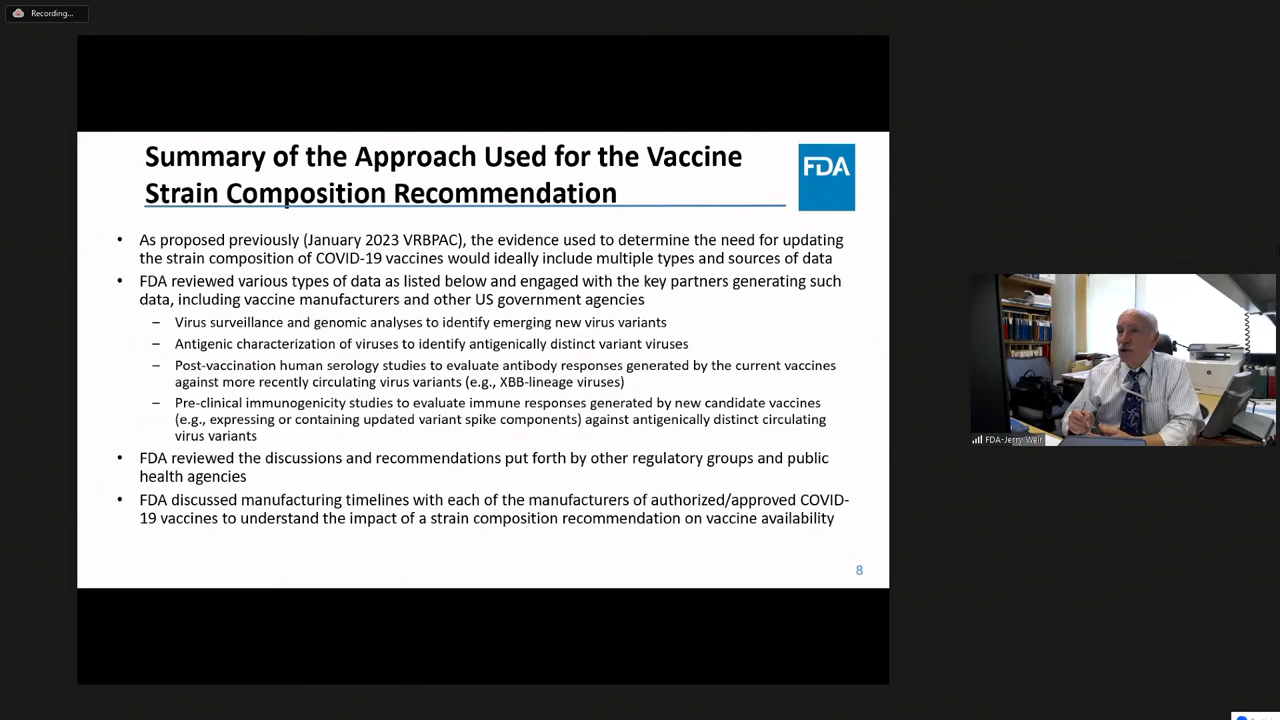 Recording...
Summary of the Approach Used for the Vaccine
Strain Composition Recommendation
FDA
• As proposed previously (January 2023 VRBPAC), the evidence used to determine the need for updating
the strain composition of COVID-19 vaccines would ideally include multiple types and sources of data
• FDA reviewed various types of data as listed below and engaged with the key partners generating such
data, including vaccine manufacturers and other US government agencies
– Virus surveillance and genomic analyses to identify emerging new virus variants
– Antigenic characterization of viruses to identify antigenically distinct variant viruses
– Post-vaccination human serology studies to evaluate antibody responses generated by the current vaccines
against more recently circulating virus variants (e.g., XBB-lineage viruses)
– Pre-clinical immunogenicity studies to evaluate immune responses generated by new candidate vaccines
(e.g., expressing or containing updated variant spike components) against antigenically distinct circulating
virus variants
• FDA reviewed the discussions and recommendations put forth by other regulatory groups and public
health agencies
• FDA discussed manufacturing timelines with each of the manufacturers of authorized/approved COVID-
19 vaccines to understand the impact of a strain composition recommendation on vaccine availability
8
FDA-Jerry Weir